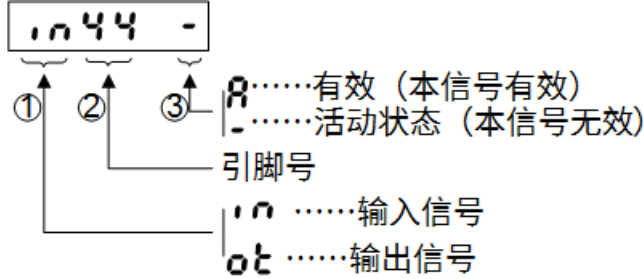 in44 -
① ② ③ A……有效（本信号有效）
-……活动状态（本信号无效）
引脚号
in ……输入信号
ot ……输出信号